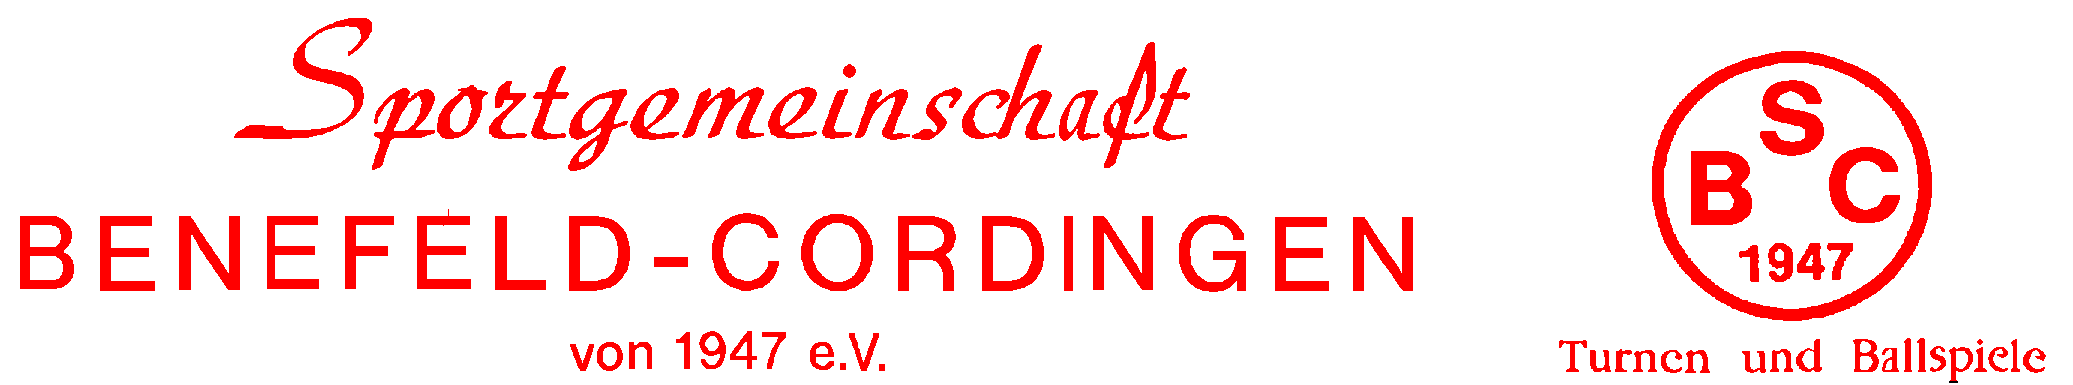 Sportgemeinschaft
BENEFELD-CORDINGEN
von 1947 e.V.
S
B C
1947
Turnen und Ballspiele